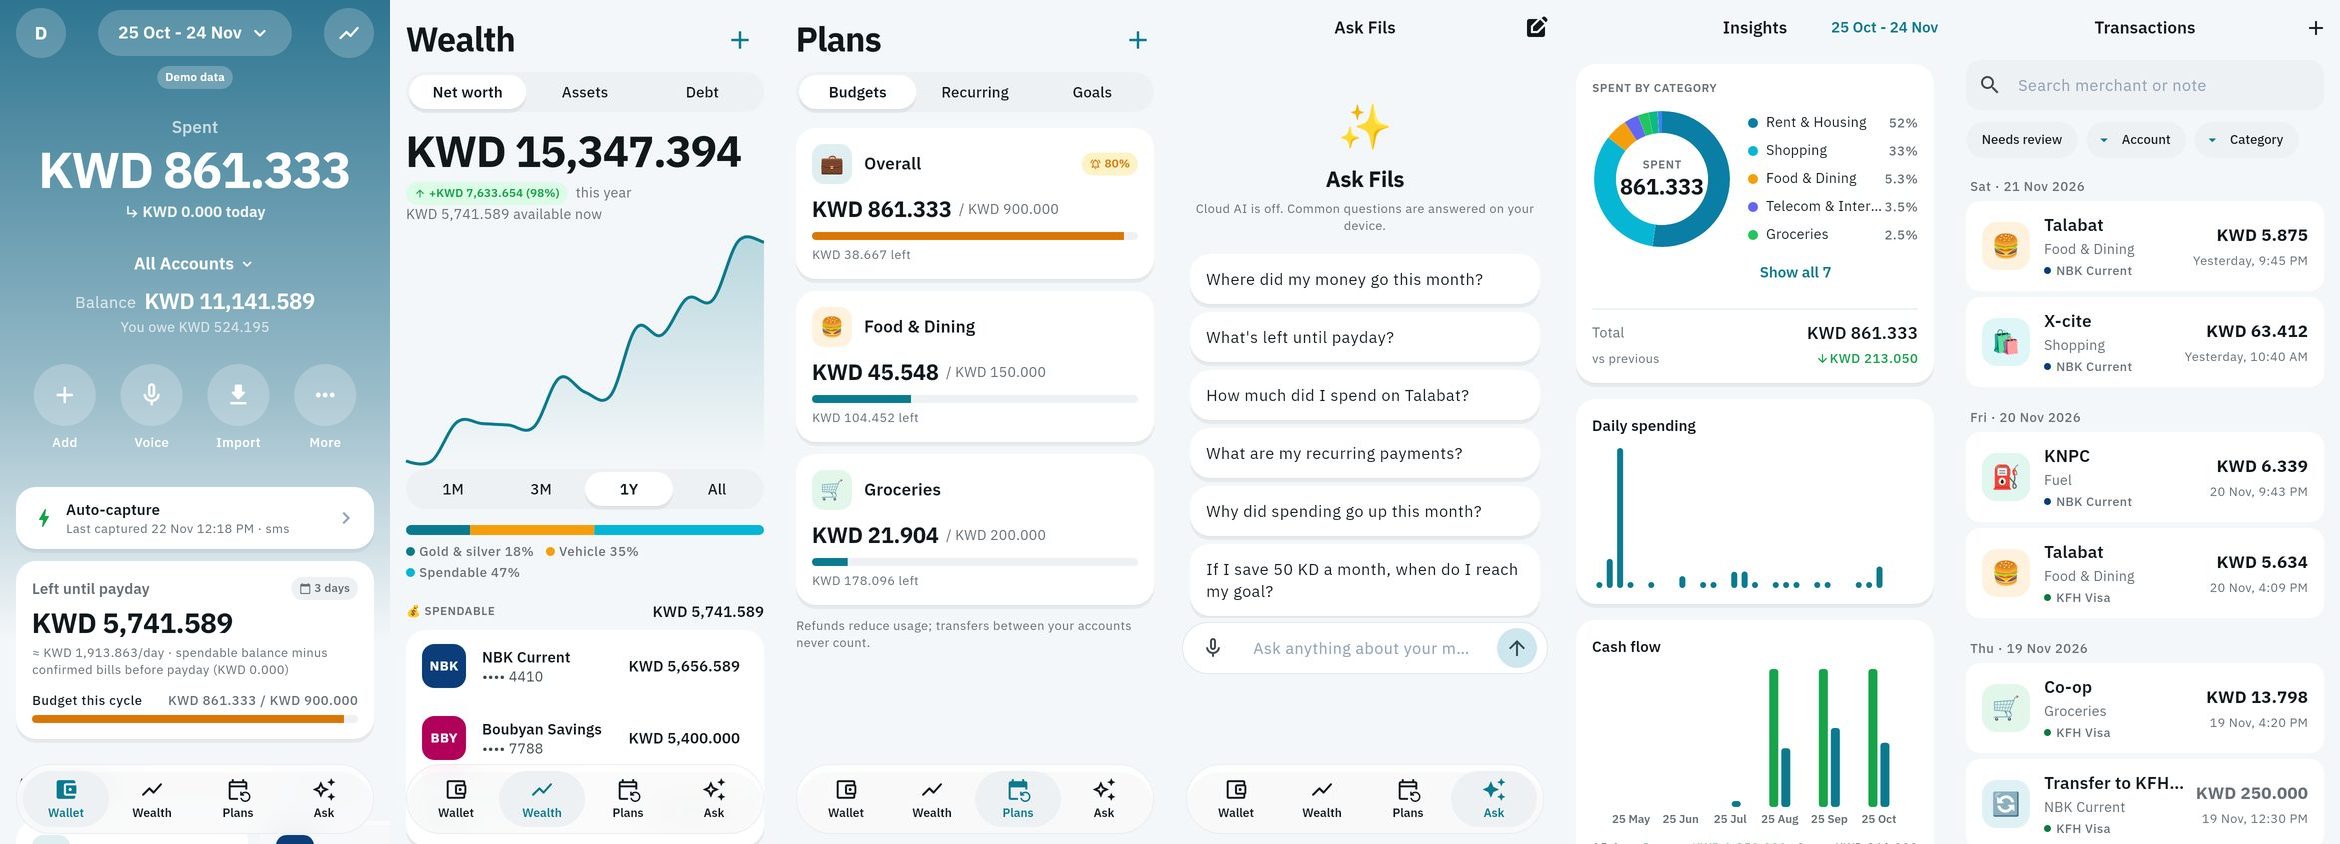 D
25 Oct - 24 Nov
Demo data
Spent
KWD 861.333
↳ KWD 0.000 today
All Accounts
Balance KWD 11,141.589
You owe KWD 524.195
Add Voice Import More
Auto-capture
Last captured 22 Nov 12:18 PM · sms
Left until payday 3 days
KWD 5,741.589
≈ KWD 1,913.863/day · spendable balance minus
confirmed bills before payday (KWD 0.000)
Budget this cycle KWD 861.333 / KWD 900.000
Wallet Wealth Plans Ask
Wealth
Net worth Assets Debt
KWD 15,347.394
↑ +KWD 7,633.654 (98%) this year
KWD 5,741.589 available now
1M 3M 1Y All
Gold & silver 18% Vehicle 35%
Spendable 47%
SPENDABLE KWD 5,741.589
NBK NBK Current KWD 5,656.589
•••• 4410
BBY Boubyan Savings KWD 5,400.000
•••• 7788
Wallet Wealth Plans Ask
Plans
Budgets Recurring Goals
Overall 80%
KWD 861.333 / KWD 900.000
KWD 38.667 left
Food & Dining
KWD 45.548 / KWD 150.000
KWD 104.452 left
Groceries
KWD 21.904 / KWD 200.000
KWD 178.096 left
Refunds reduce usage; transfers between your accounts
never count.
Wallet Wealth Plans Ask
Ask Fils
Ask Fils
Cloud AI is off. Common questions are answered on your
device.
Where did my money go this month?
What's left until payday?
How much did I spend on Talabat?
What are my recurring payments?
Why did spending go up this month?
If I save 50 KD a month, when do I reach
my goal?
Ask anything about your m...
Wallet Wealth Plans Ask
Insights 25 Oct - 24 Nov
SPENT BY CATEGORY
SPENT
861.333
Rent & Housing 52%
Shopping 33%
Food & Dining 5.3%
Telecom & Inter... 3.5%
Groceries 2.5%
Show all 7
Total KWD 861.333
vs previous ↓KWD 213.050
Daily spending
Cash flow
25 May 25 Jun 25 Jul 25 Aug 25 Sep 25 Oct
Transactions
Search merchant or note
Needs review Account Category
Sat · 21 Nov 2026
Talabat KWD 5.875
Food & Dining Yesterday, 9:45 PM
NBK Current
X-cite KWD 63.412
Shopping Yesterday, 10:40 AM
NBK Current
Fri · 20 Nov 2026
KNPC KWD 6.339
Fuel 20 Nov, 9:43 PM
NBK Current
Talabat KWD 5.634
Food & Dining 20 Nov, 4:09 PM
KFH Visa
Thu · 19 Nov 2026
Co-op KWD 13.798
Groceries 19 Nov, 4:20 PM
KFH Visa
Transfer to KFH... KWD 250.000
NBK Current 19 Nov, 12:30 PM
KFH Visa